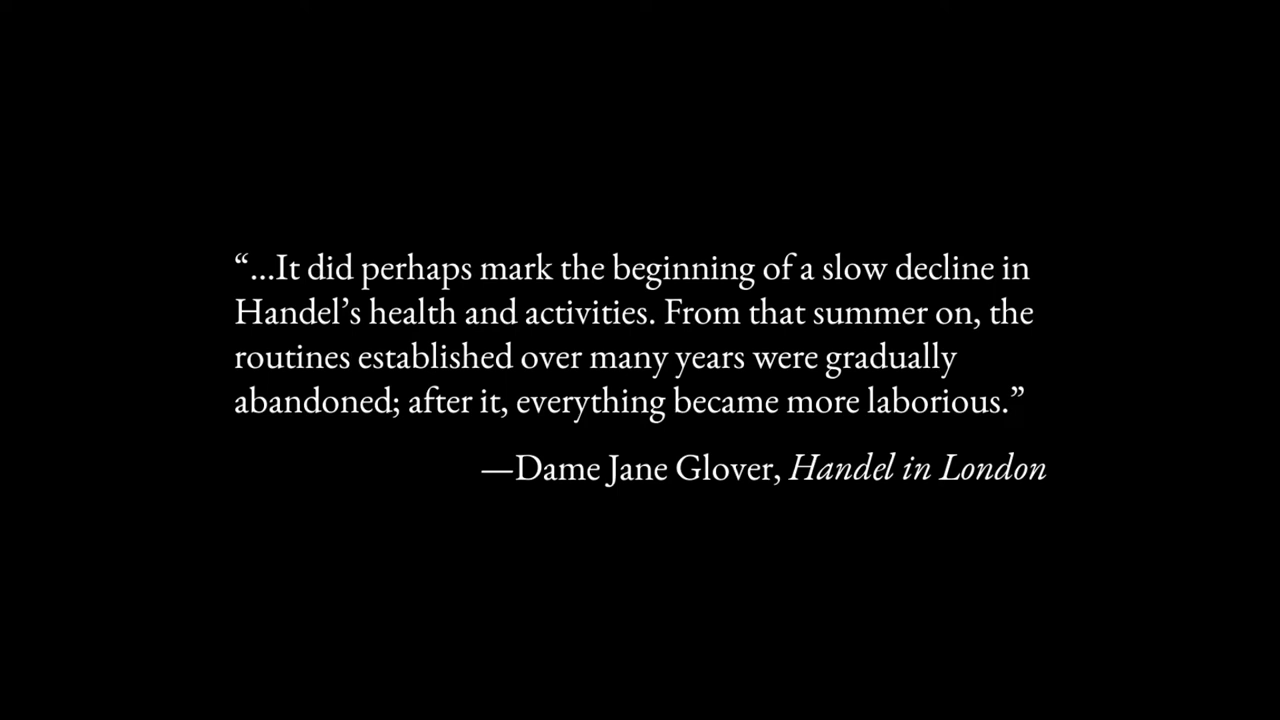 “…It did perhaps mark the beginning of a slow decline in
Handel’s health and activities. From that summer on, the
routines established over many years were gradually
abandoned; after it, everything became more laborious.”
—Dame Jane Glover, Handel in London